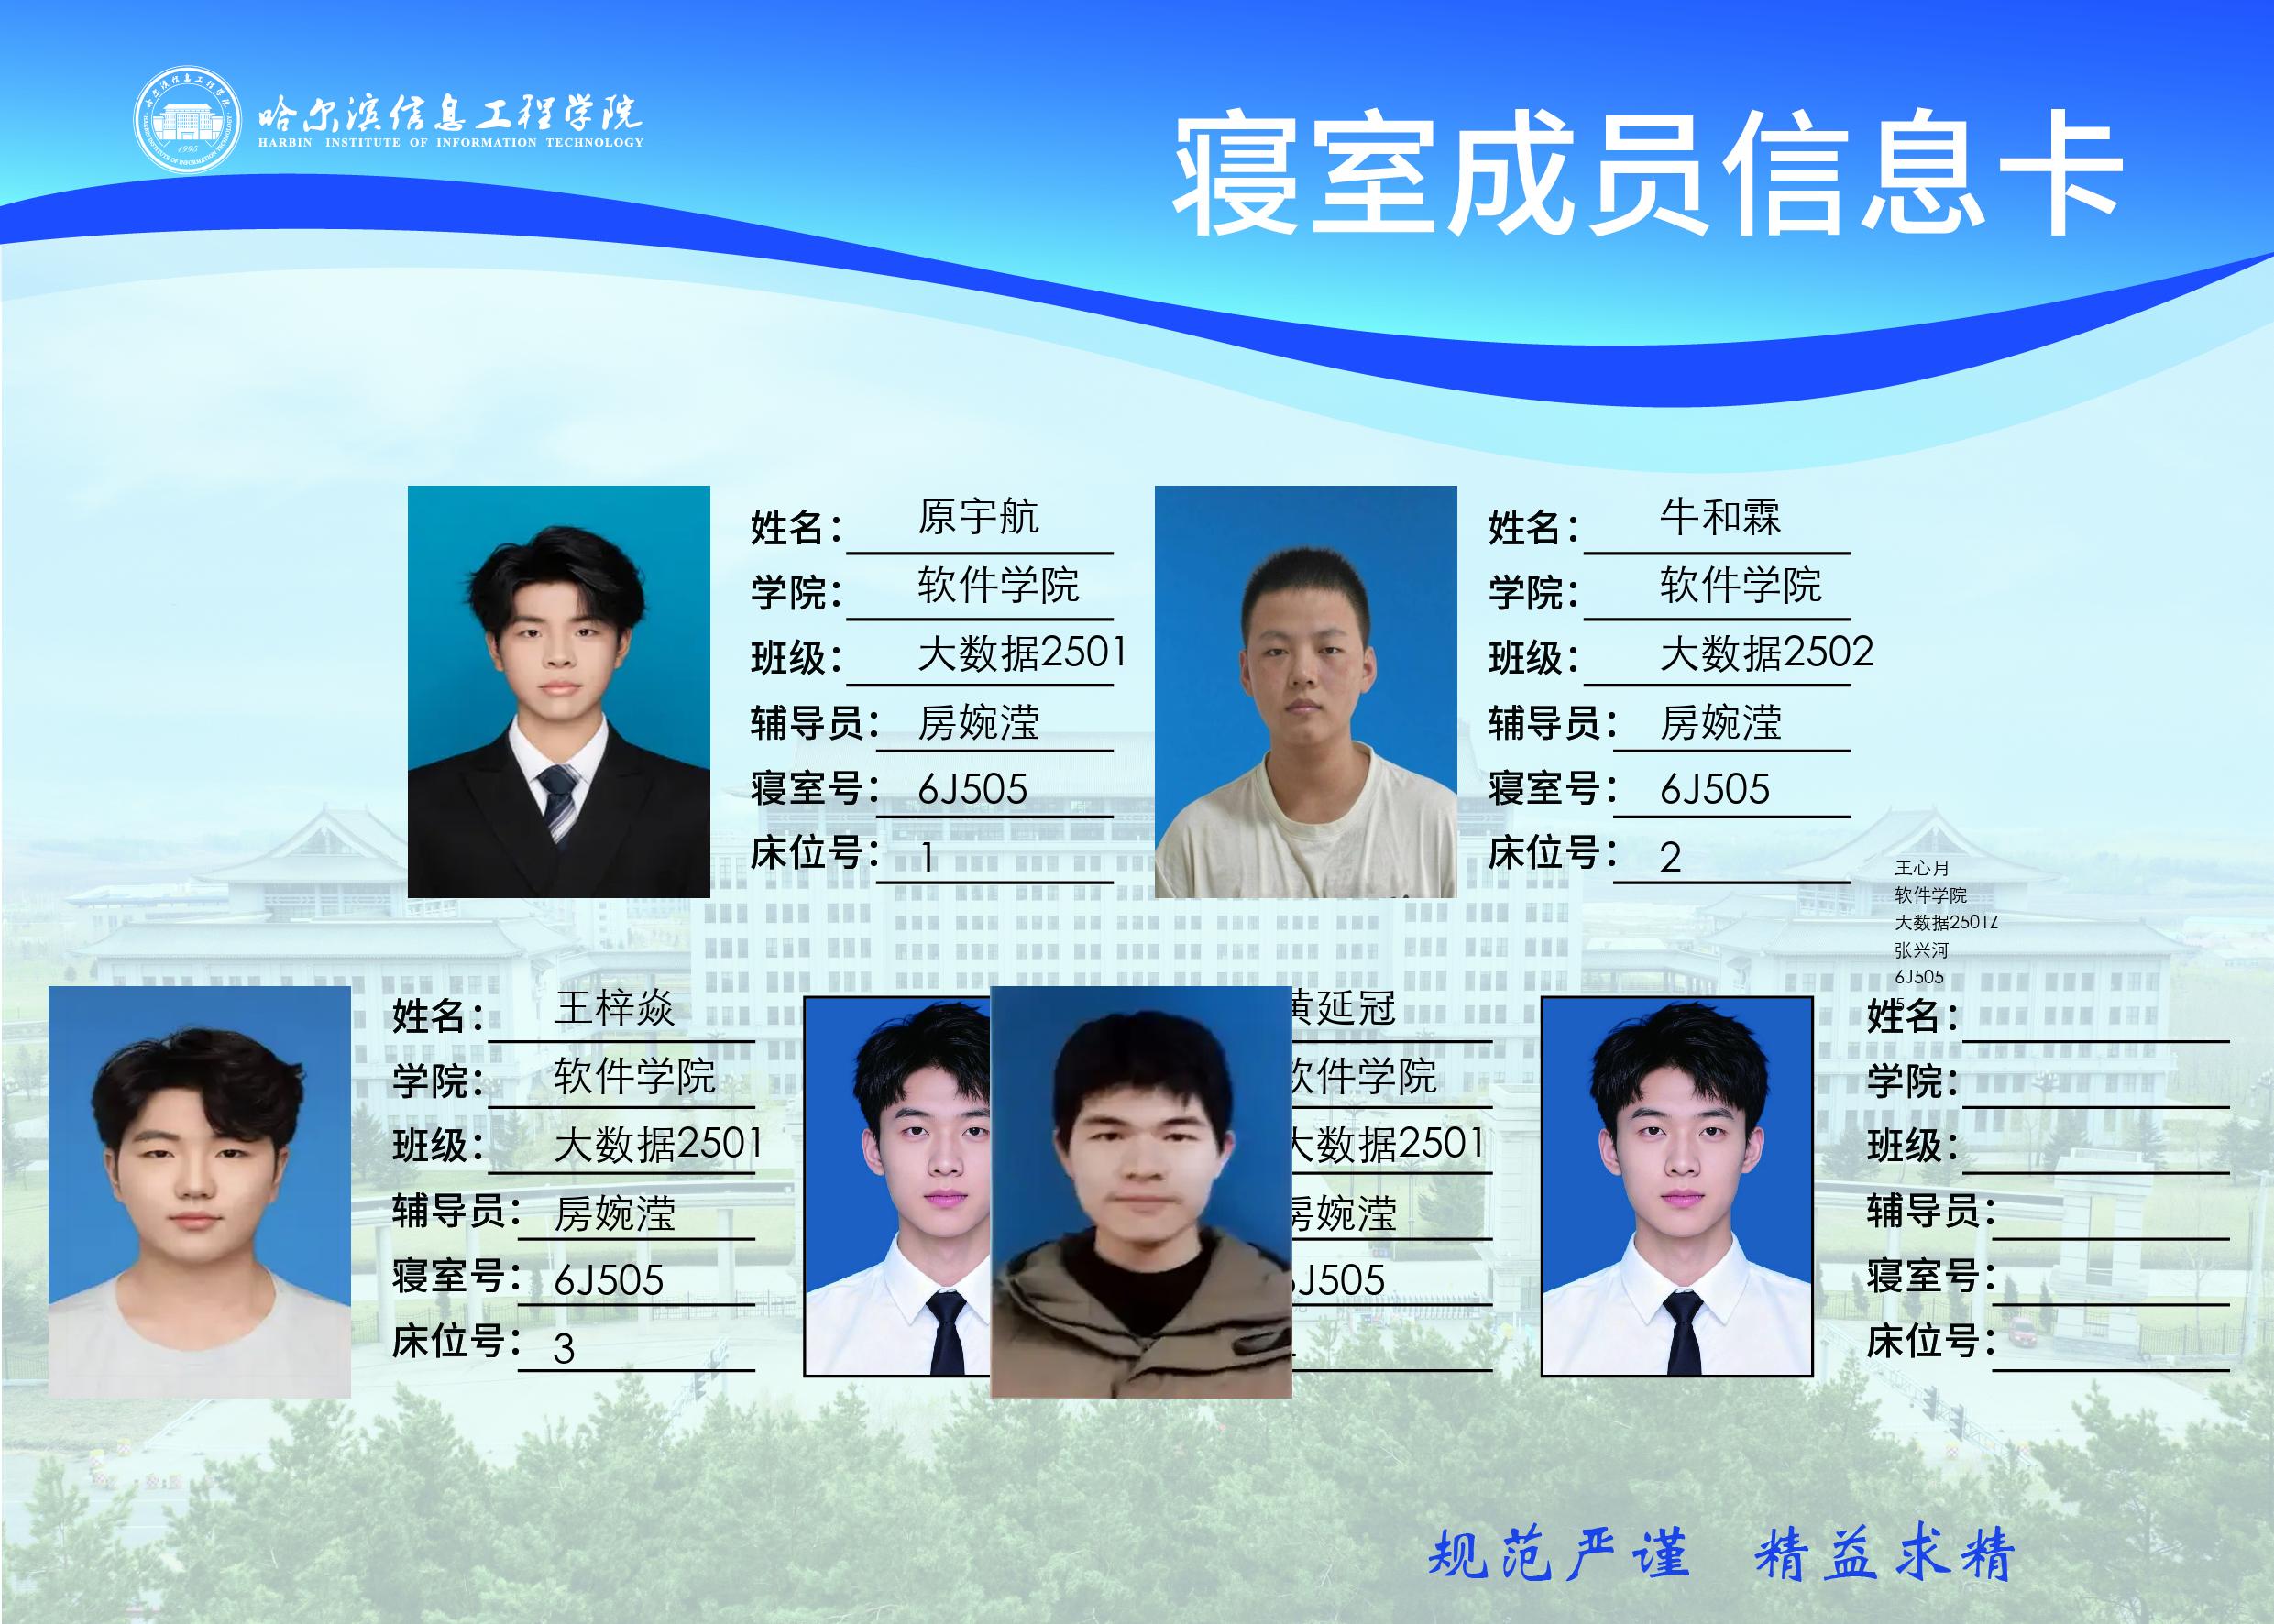 哈尔滨信息工程学院
HARBIN INSTITUTE OF INFORMATION TECHNOLOGY
1995
寝室成员信息卡
姓名： 原宇航
学院： 软件学院
班级： 大数据2501
辅导员： 房婉滢
寝室号： 6J505
床位号： 1
姓名： 牛和霖
学院： 软件学院
班级： 大数据2502
辅导员： 房婉滢
寝室号： 6J505
床位号： 2
王心月
软件学院
大数据2501Z
张兴河
6J505
5
姓名： 王梓焱
学院： 软件学院
班级： 大数据2501
辅导员： 房婉滢
寝室号： 6J505
床位号： 3
黄延冠
软件学院
大数据2501
房婉滢
6J505
姓名：
学院：
班级：
辅导员：
寝室号：
床位号：
规范严谨 精益求精